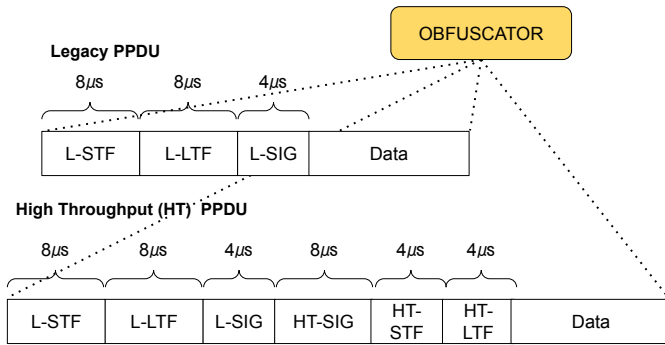 OBFUSCATOR
Legacy PPDU
8μs 8μs 4μs
L-STF L-LTF L-SIG Data
High Throughput (HT) PPDU
8μs 8μs 4μs 8μs 4μs 4μs
L-STF L-LTF L-SIG HT-SIG HT-
STF HT-
LTF Data